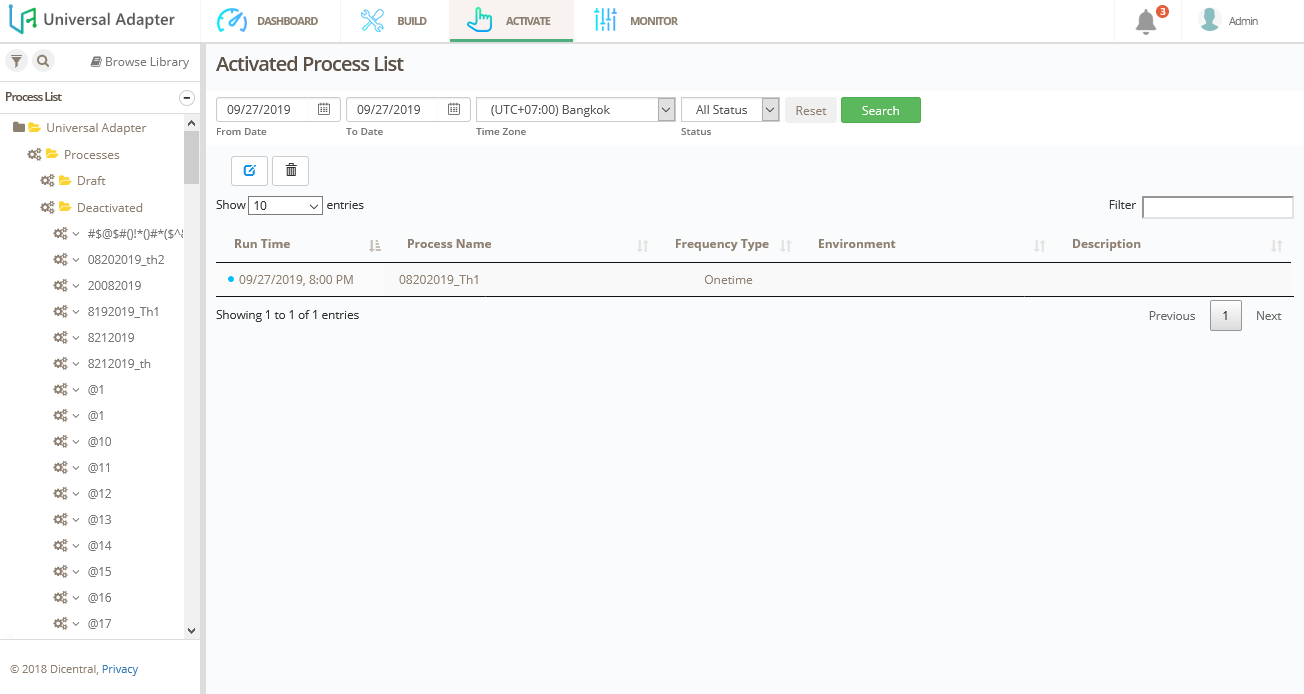 Universal Adapter
DASHBOARD
BUILD
ACTIVATE
MONITOR
3
Admin
Browse Library
Process List
Universal Adapter
Processes
Draft
Deactivated
#$@$#()!*()#*($^&
08202019_th2
20082019
8192019_Th1
8212019
8212019_th
@1
@1
@10
@11
@12
@13
@14
@15
@16
@17
© 2018 Dicentral, Privacy
Activated Process List
09/27/2019 09/27/2019 (UTC+07:00) Bangkok All Status Reset Search
From Date To Date Time Zone Status
Show 10 entries Filter
Run Time Process Name Frequency Type Environment Description
09/27/2019, 8:00 PM 08202019_Th1 Onetime
Showing 1 to 1 of 1 entries Previous 1 Next